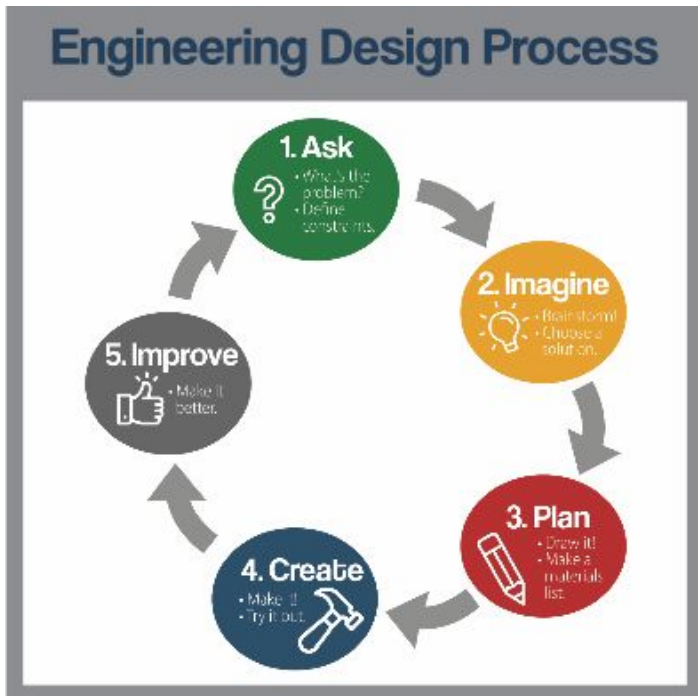 Engineering Design Process
1. Ask
• What's the
problem?
• Define
constraints.
2. Imagine
• Brainstorm!
• Choose a
solution.
3. Plan
• Draw it!
• Make a
materials
list.
4. Create
• Make it!
• Try it out.
5. Improve
• Make it
better.